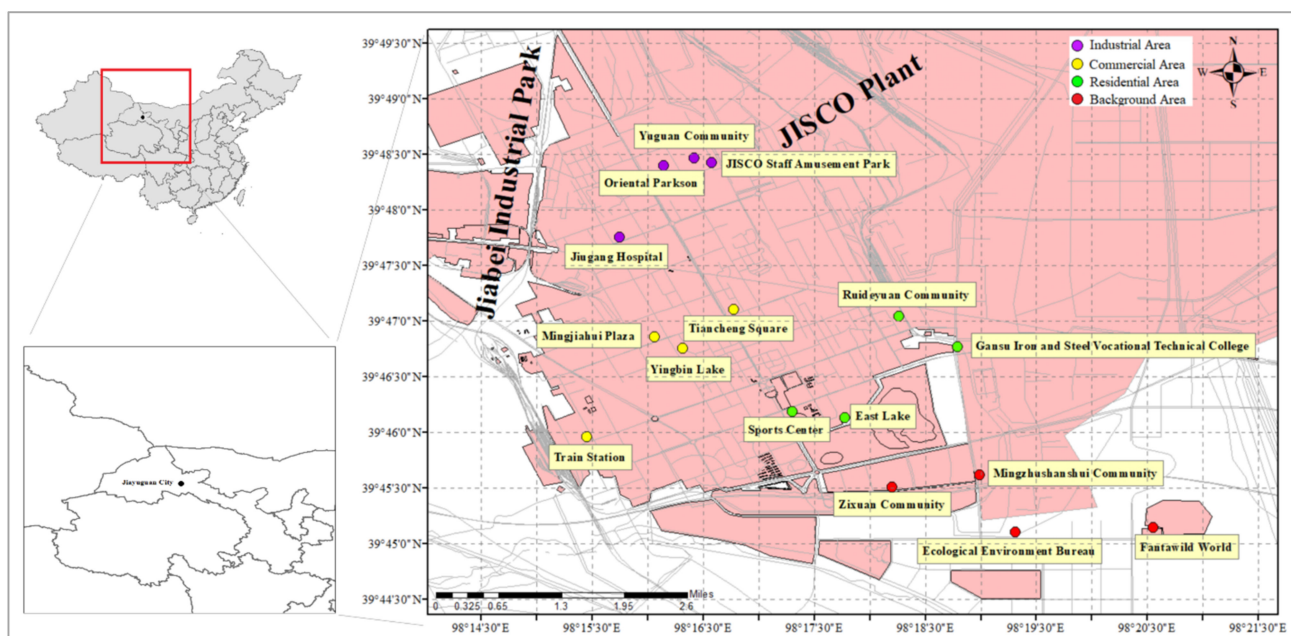 39°49'30"N
39°49'0"N
39°48'30"N
39°48'0"N
39°47'30"N
39°47'0"N
39°46'30"N
39°46'0"N
39°45'30"N
39°45'0"N
39°44'30"N
Jiabei Industrial Park
JISCO Plant
Industrial Area
Commercial Area
Residential Area
Background Area
N
W E
S
Yuguan Community
JISCO Staff Amusement Park
Oriental Parkson
Jiugang Hospital
Ruideyuan Community
Tiancheng Square
Mingjiahui Plaza
Gansu Iron and Steel Vocational Technical College
Yingbin Lake
East Lake
Sports Center
Train Station
Mingzhushanshui Community
Zixuan Community
Ecological Environment Bureau
Fantawild World
Jiayuguan City
Miles
0 0.325 0.65 1.3 1.95 2.6
98°14'30"E 98°15'30"E 98°16'30"E 98°17'30"E 98°18'30"E 98°19'30"E 98°20'30"E 98°21'30"E